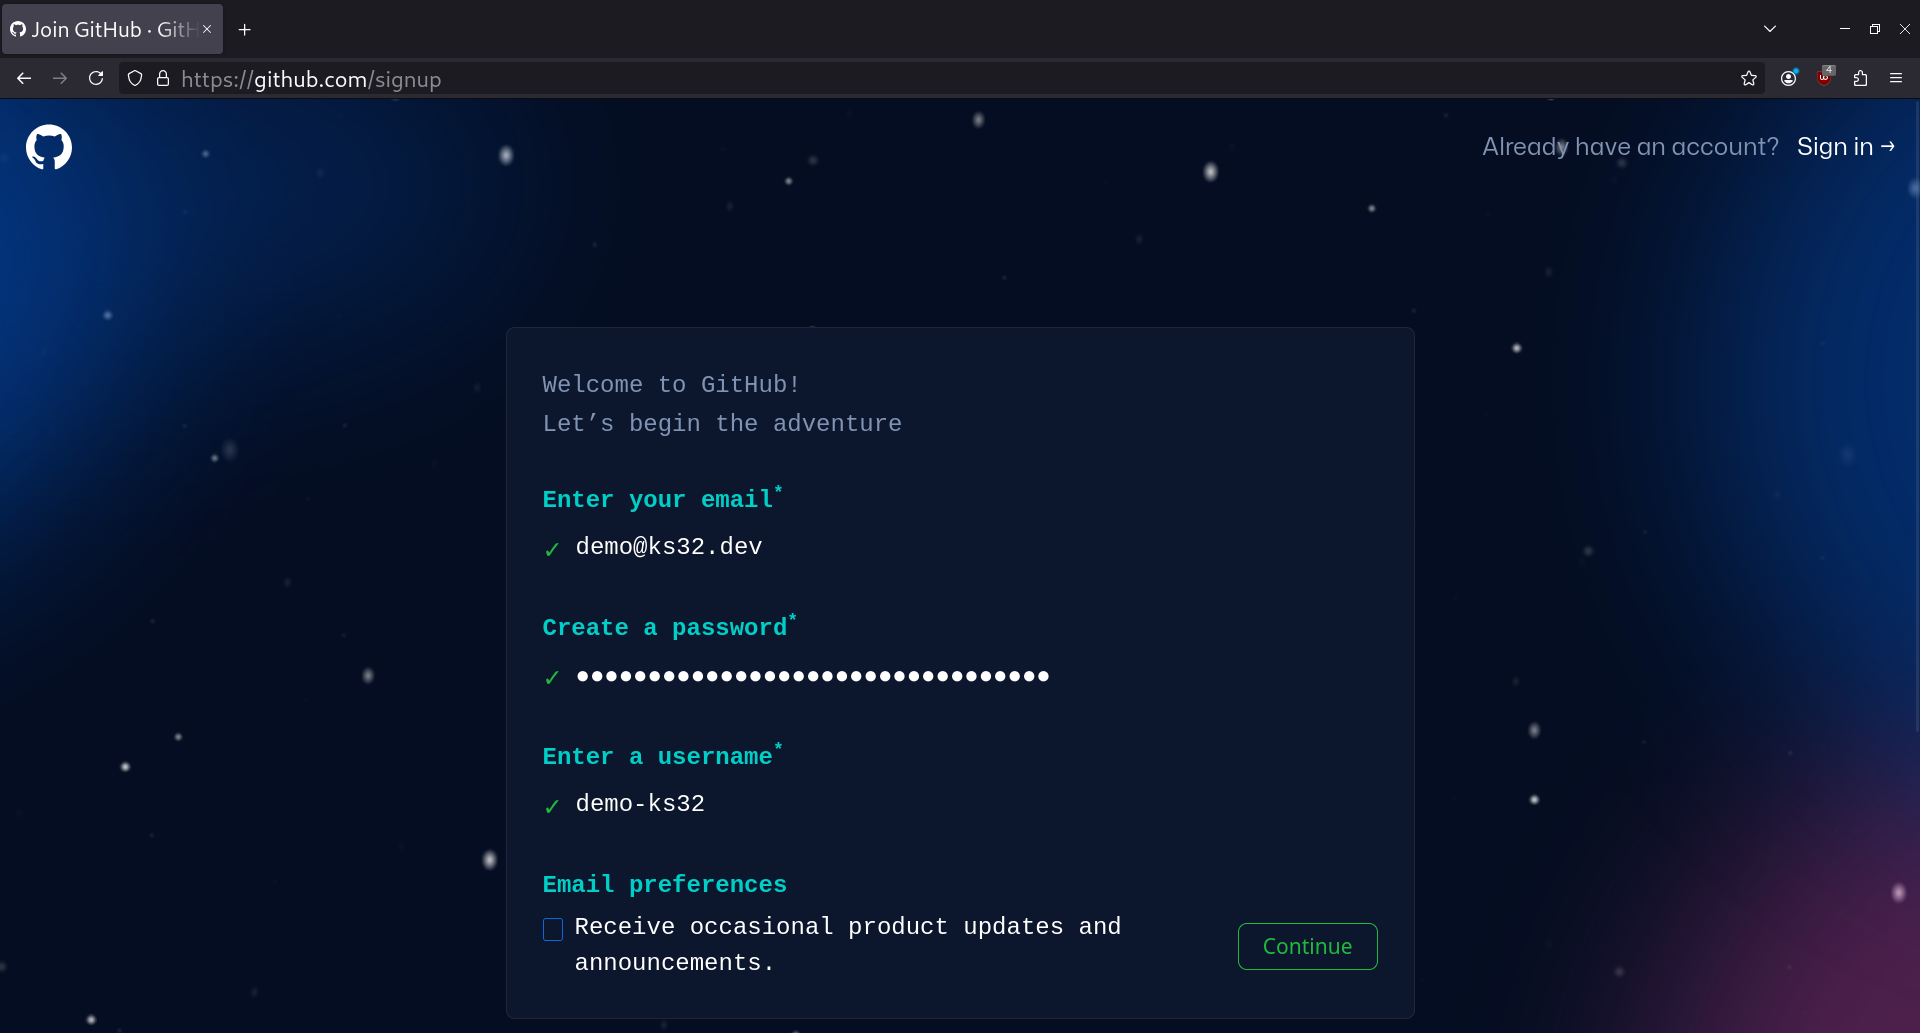 Join GitHub · GitH
https://github.com/signup
4
Already have an account? Sign in →
Welcome to GitHub!
Let’s begin the adventure
Enter your email*
✓ demo@ks32.dev
Create a password*
✓ •••••••••••••••••••••••••••••••••
Enter a username*
✓ demo-ks32
Email preferences
Receive occasional product updates and
announcements.
Continue